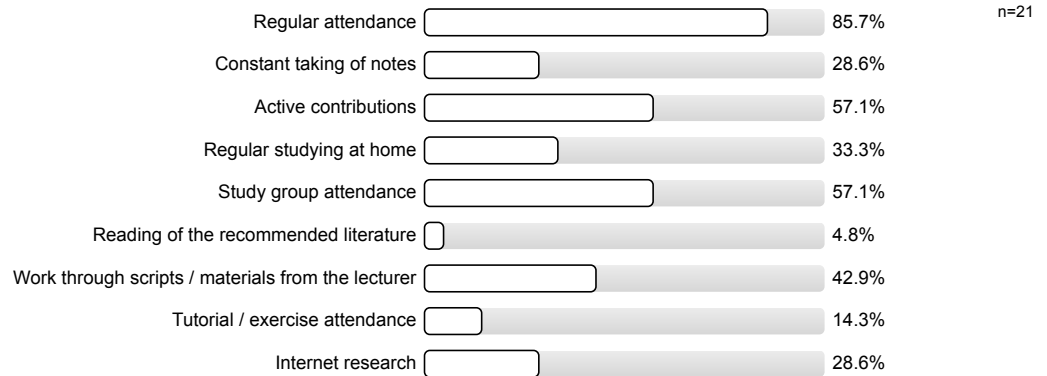 Regular attendance 85.7% n=21
Constant taking of notes 28.6%
Active contributions 57.1%
Regular studying at home 33.3%
Study group attendance 57.1%
Reading of the recommended literature 4.8%
Work through scripts / materials from the lecturer 42.9%
Tutorial / exercise attendance 14.3%
Internet research 28.6%